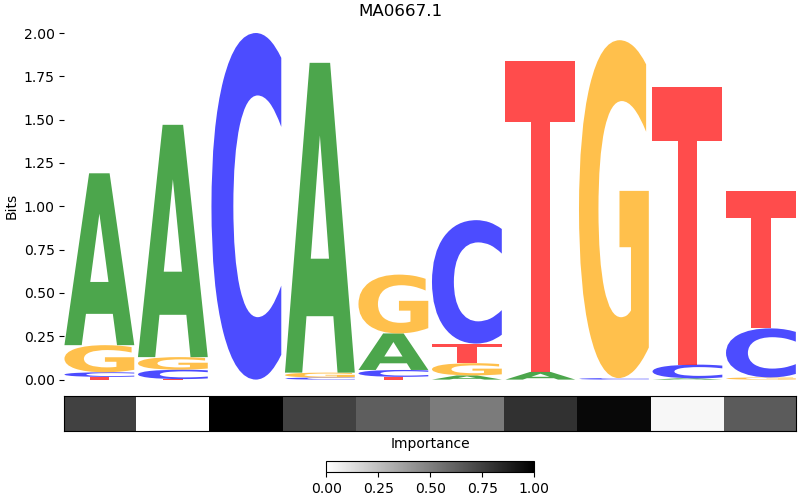 MA0667.1
2.00
1.75
1.50
1.25
1.00
0.75
0.50
0.25
0.00
Bits
A A C A G C T G T T
G G C G A T A C C
C C G C
T A
Importance
0.00 0.25 0.50 0.75 1.00